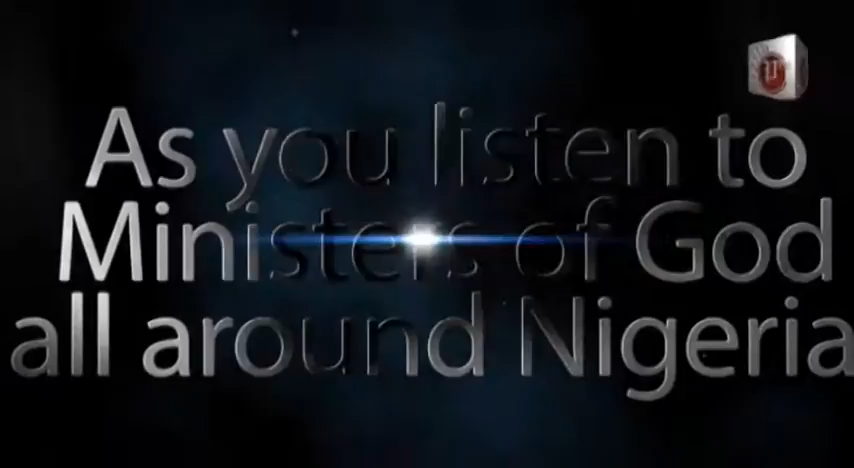 As you listen to
Ministers of God
all around Nigeria